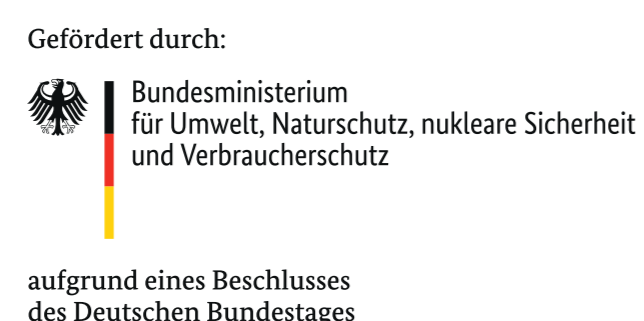 Gefördert durch:
Bundesministerium
für Umwelt, Naturschutz, nukleare Sicherheit
und Verbraucherschutz
aufgrund eines Beschlusses
des Deutschen Bundestages